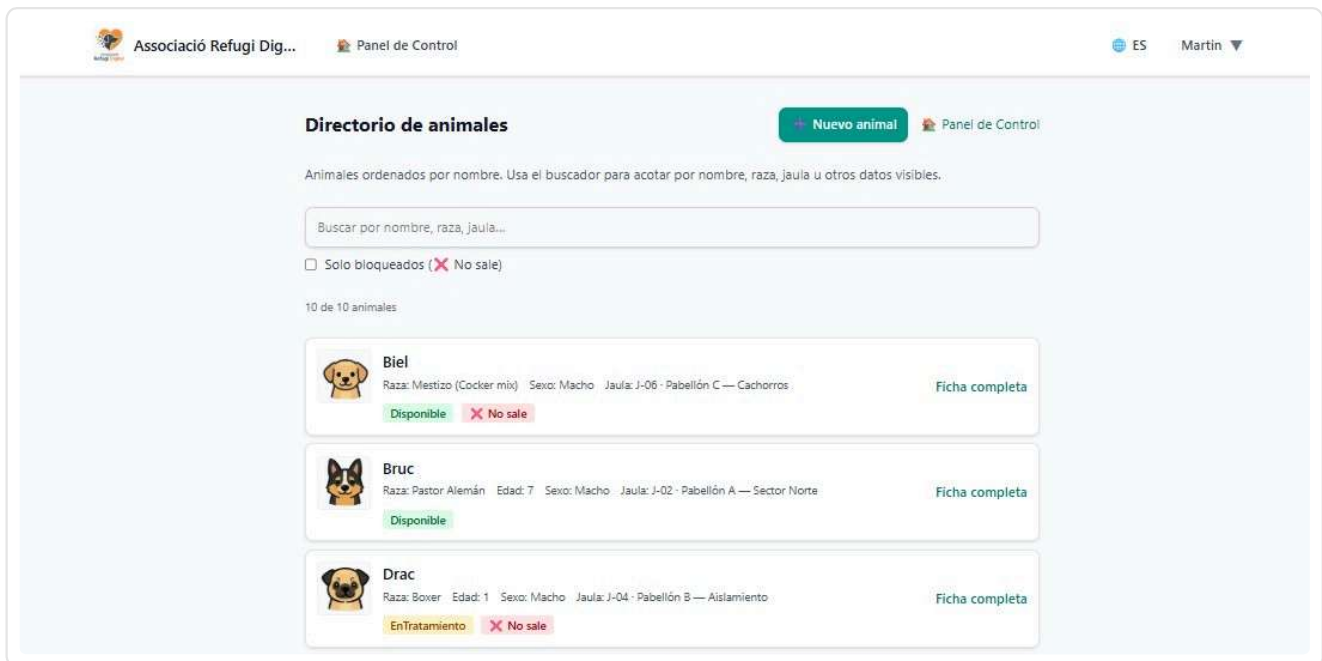 Associació Refugi Dig... Panel de Control ES Martin ▼
Directorio de animales + Nuevo animal Panel de Control
Animales ordenados por nombre. Usa el buscador para acotar por nombre, raza, jaula u otros datos visibles.
Buscar por nombre, raza, jaula...
Solo bloqueados (❌ No sale)
10 de 10 animales
Biel
Raza: Mestizo (Cocker mix) Sexo: Macho Jaula: J-06 · Pabellón C — Cachorros
Ficha completa
Disponible ❌ No sale
Bruc
Raza: Pastor Alemán Edad: 7 Sexo: Macho Jaula: J-02 · Pabellón A — Sector Norte
Ficha completa
Disponible
Drac
Raza: Boxer Edad: 1 Sexo: Macho Jaula: J-04 · Pabellón B — Aislamiento
Ficha completa
EnTratamiento ❌ No sale